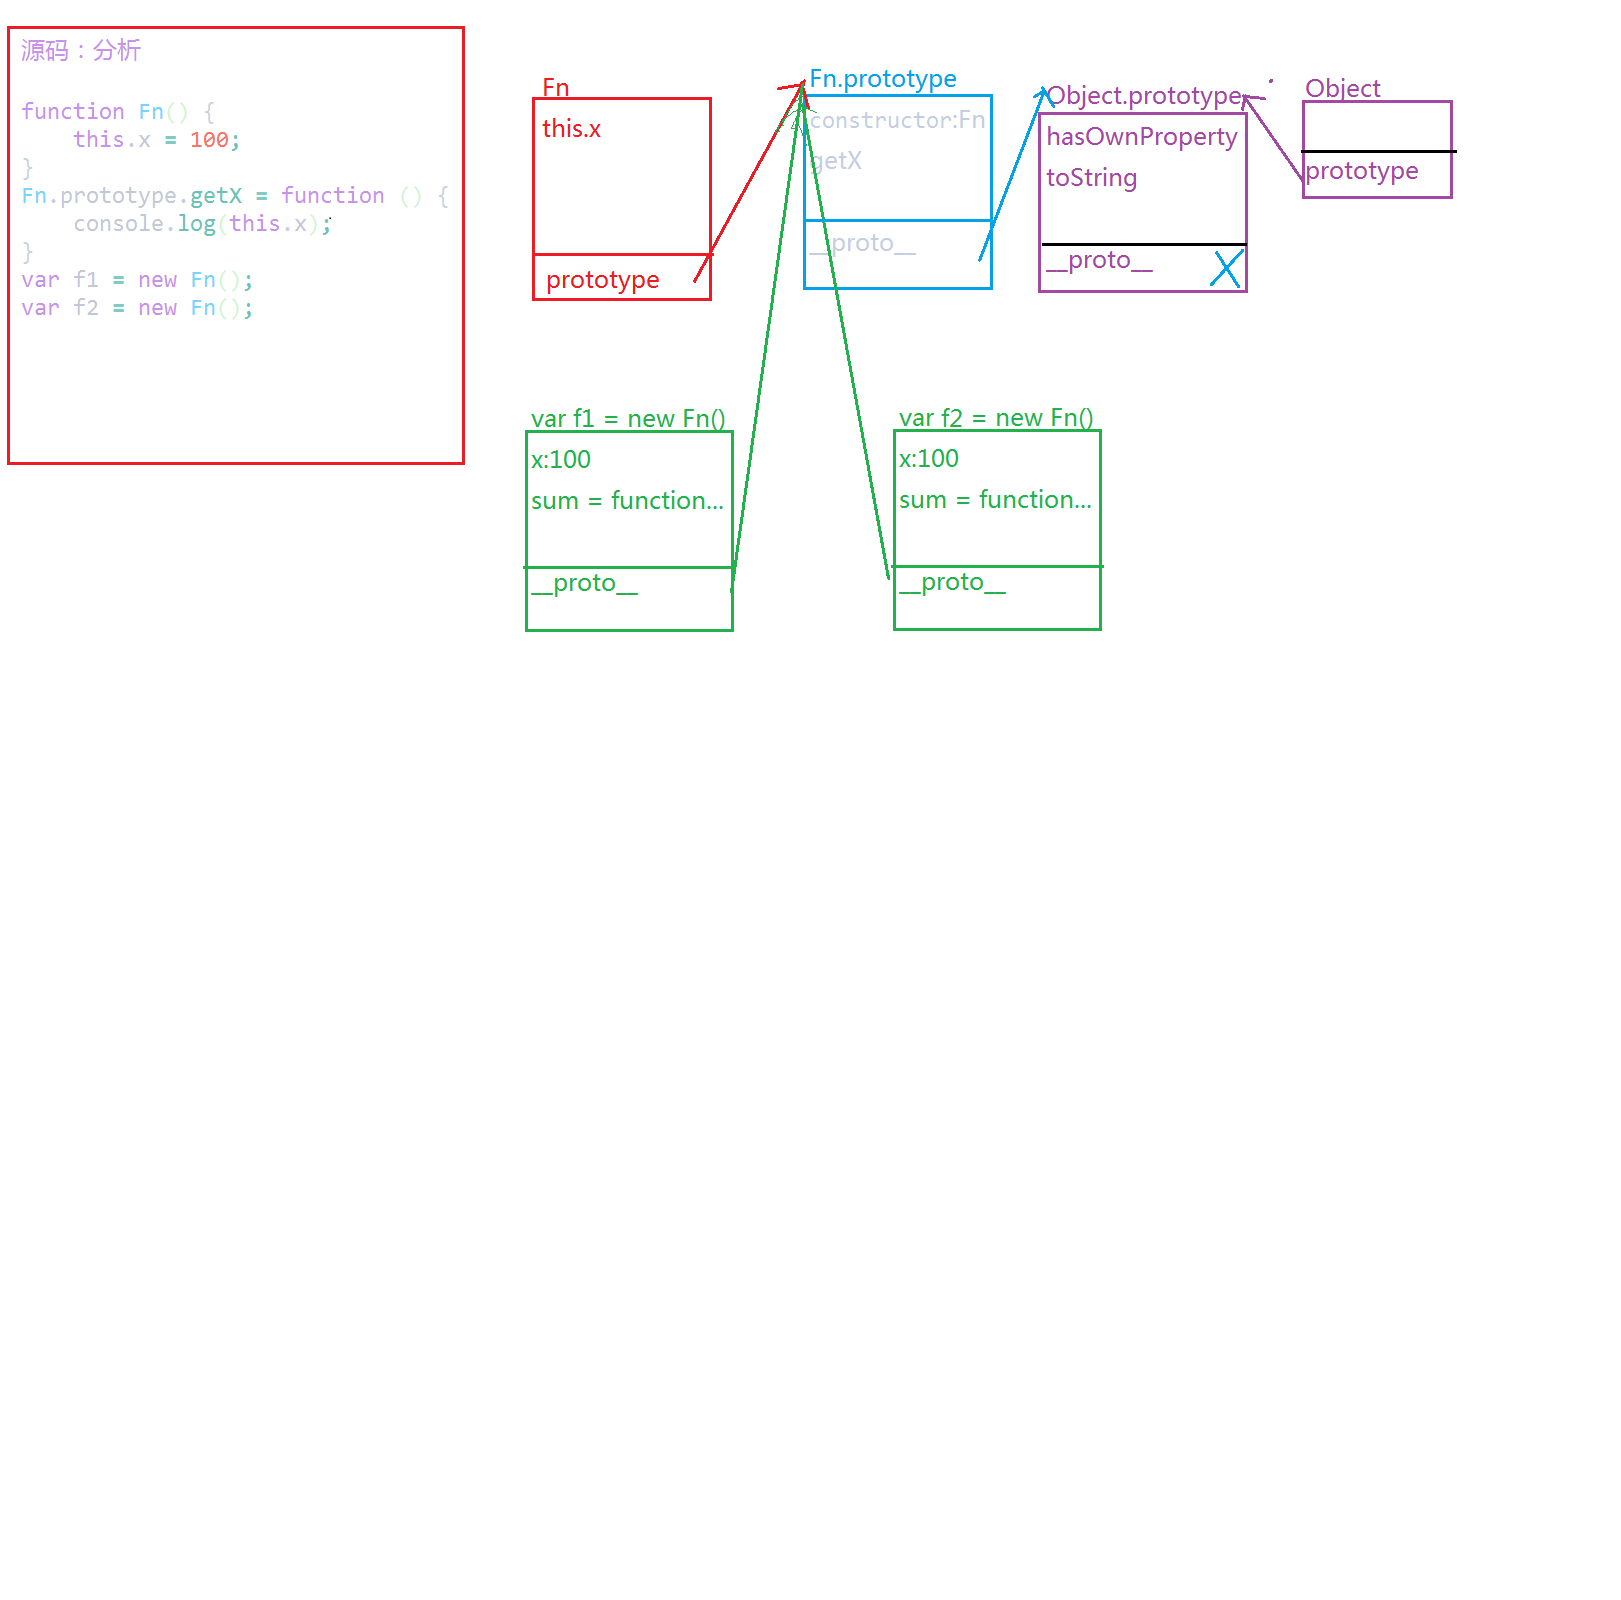 源码：分析
function Fn() {
this.x = 100;
}
Fn.prototype.getX = function () {
console.log(this.x);
}
var f1 = new Fn();
var f2 = new Fn();
Fn
this.x
prototype
Fn.prototype
constructor:Fn
getX
__proto__
Object.prototype
hasOwnProperty
toString
__proto__
Object
prototype
var f1 = new Fn()
x:100
sum = function...
__proto__
var f2 = new Fn()
x:100
sum = function...
__proto__